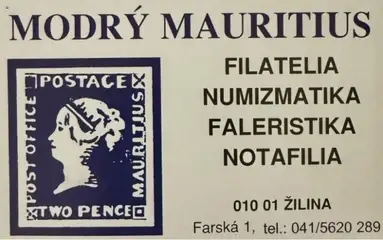 MODRÝ MAURITIUS
POSTAGE
POST OFFICE
MAURITIUS
TWO PENCE
FILATELIA
NUMIZMATIKA
FALERISTIKA
NOTAFILIA
010 01 ŽILINA
Farská 1, tel.: 041/5620 289